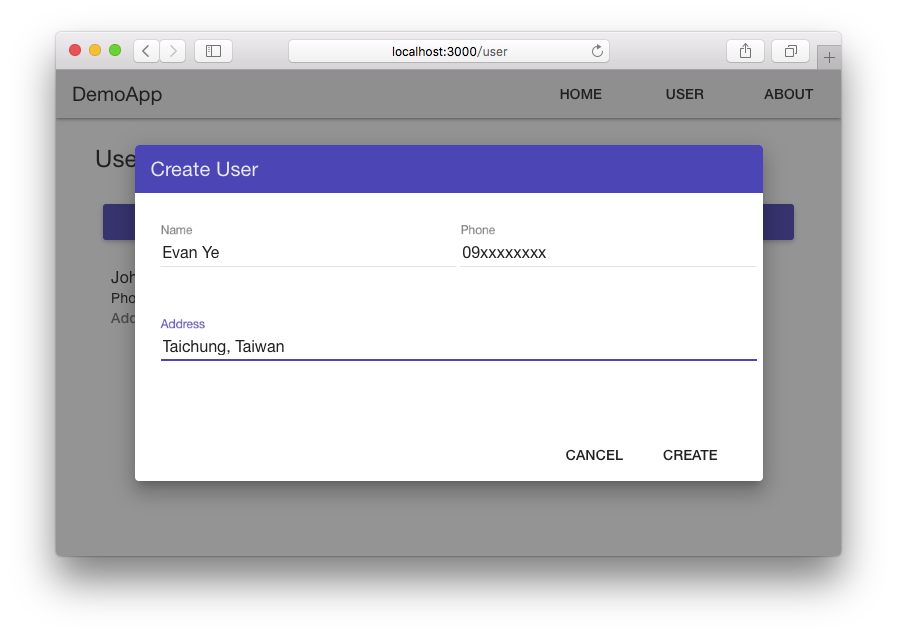 localhost:3000/user
DemoApp HOME USER ABOUT
Use
Create User
Name Phone
Evan Ye 09xxxxxxxx
Joh
Pho
Add
Address
Taichung, Taiwan
CANCEL CREATE